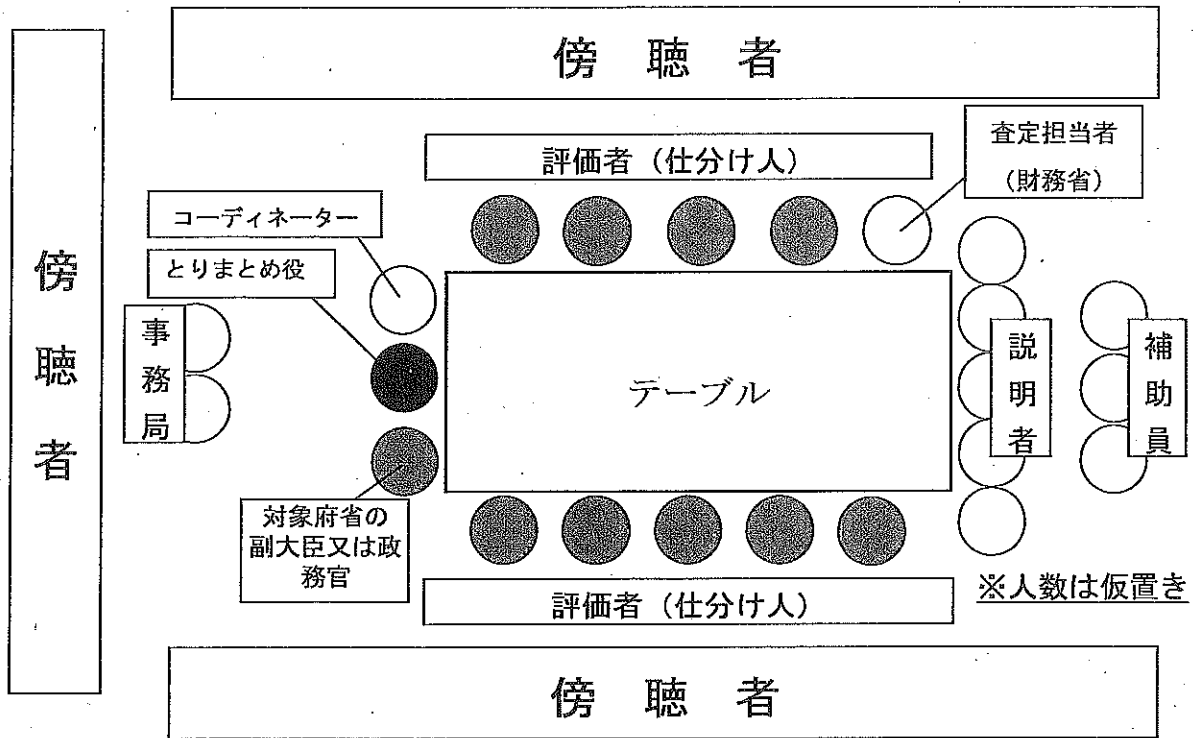 傍聴者
査定担当者
(財務省)
評価者(仕分け人)
コーディネーター
とりまとめ役
傍聴者
事務局
テーブル
説明者
補助員
対象府省の
副大臣又は政
務官
※人数は仮置き
評価者(仕分け人)
傍聴者